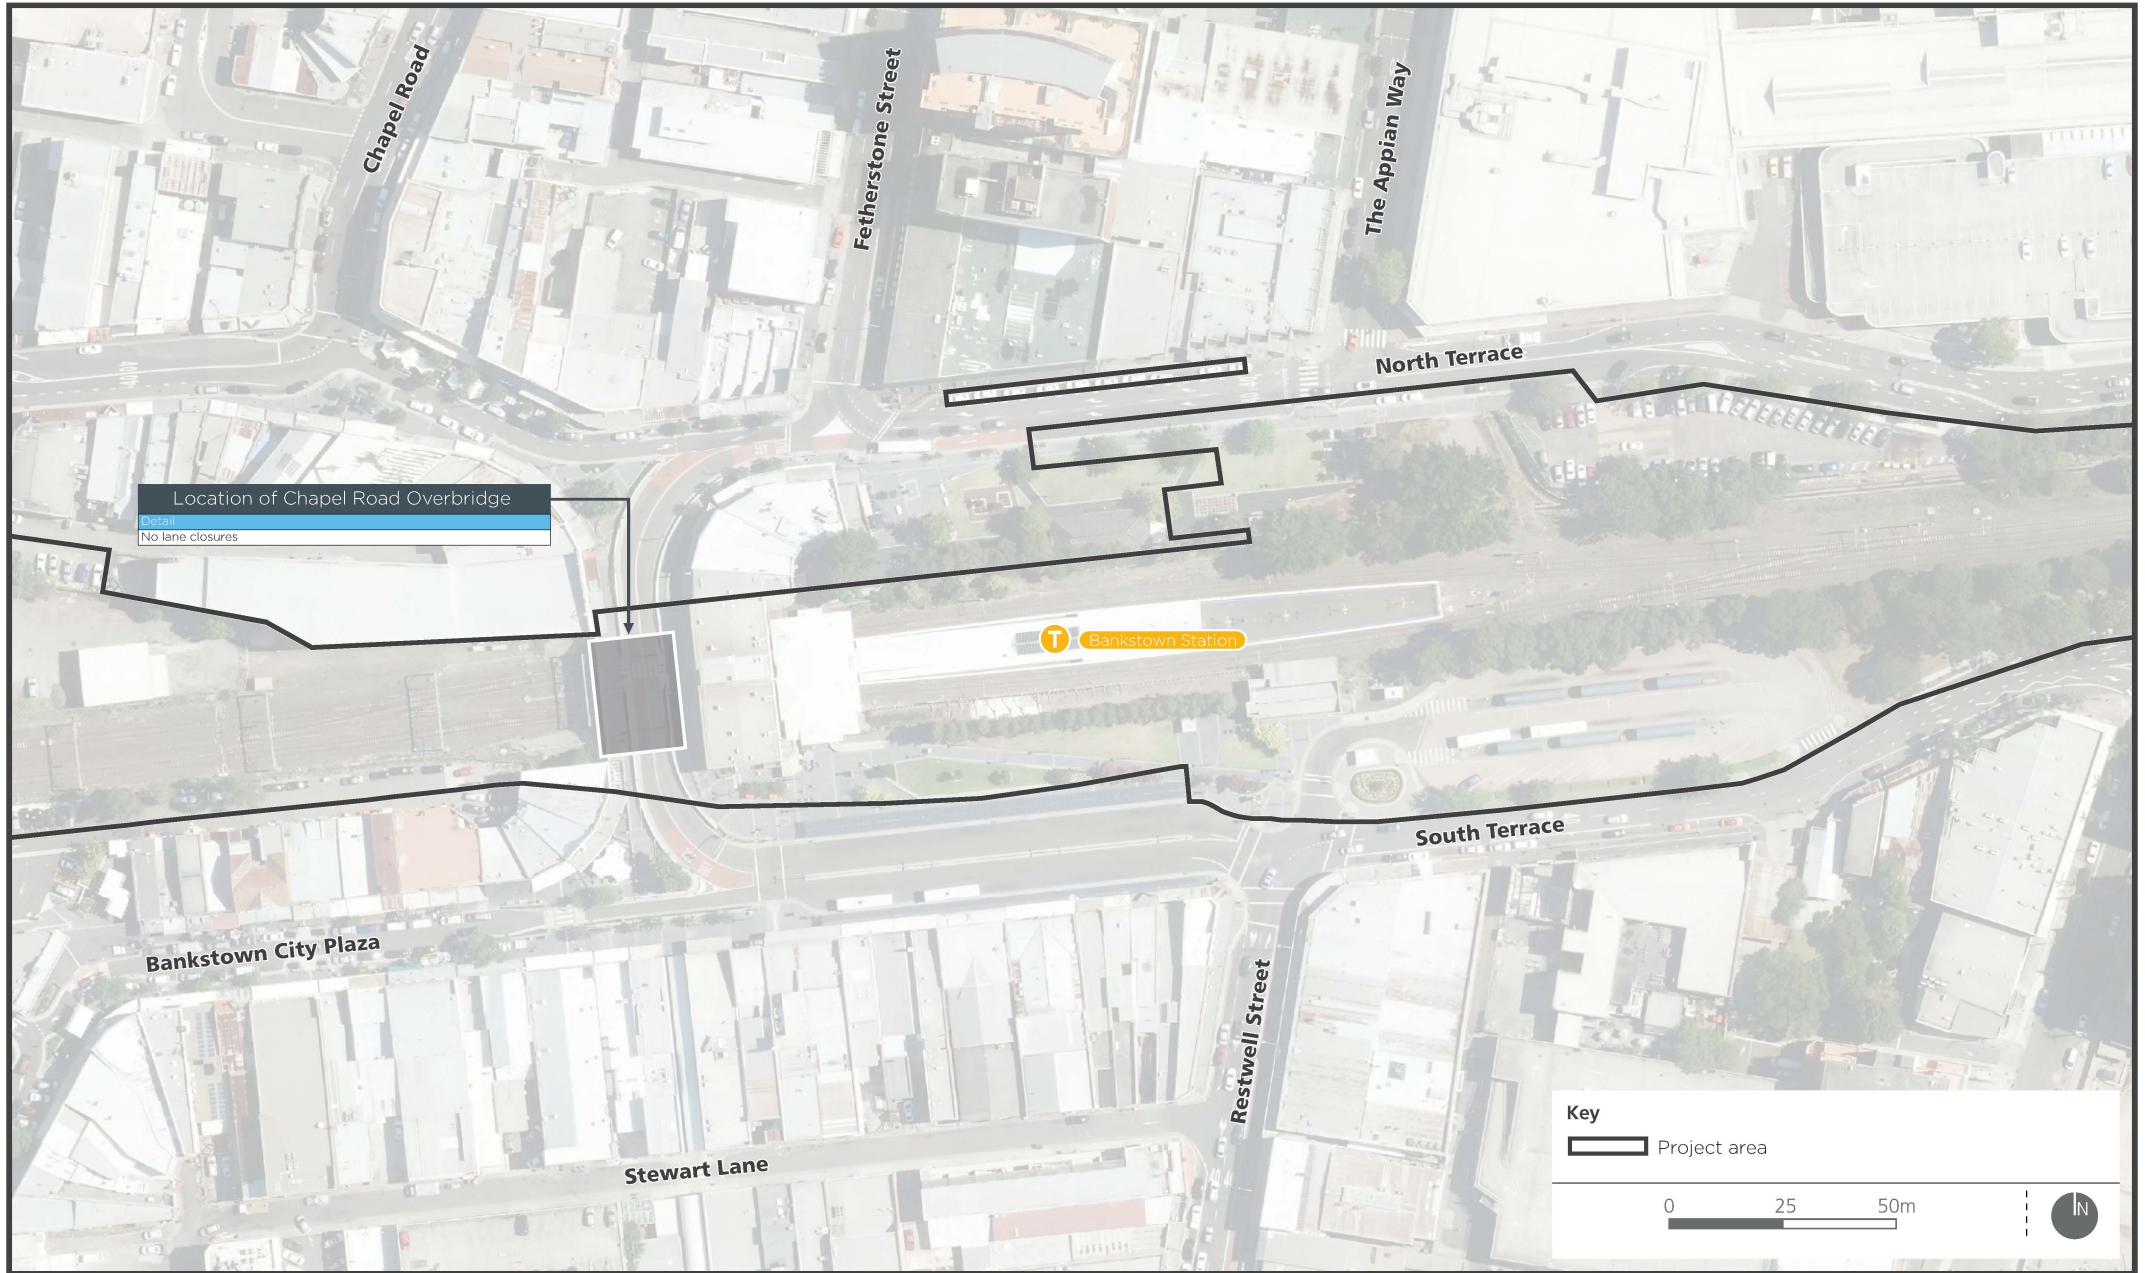 Chapel Road
Fetherstone Street
The Appian Way
North Terrace
Location of Chapel Road Overbridge
Detail
No lane closures
T Bankstown Station
South Terrace
Bankstown City Plaza
Restwell Street
Stewart Lane
Key
Project area
0 25 50m
N